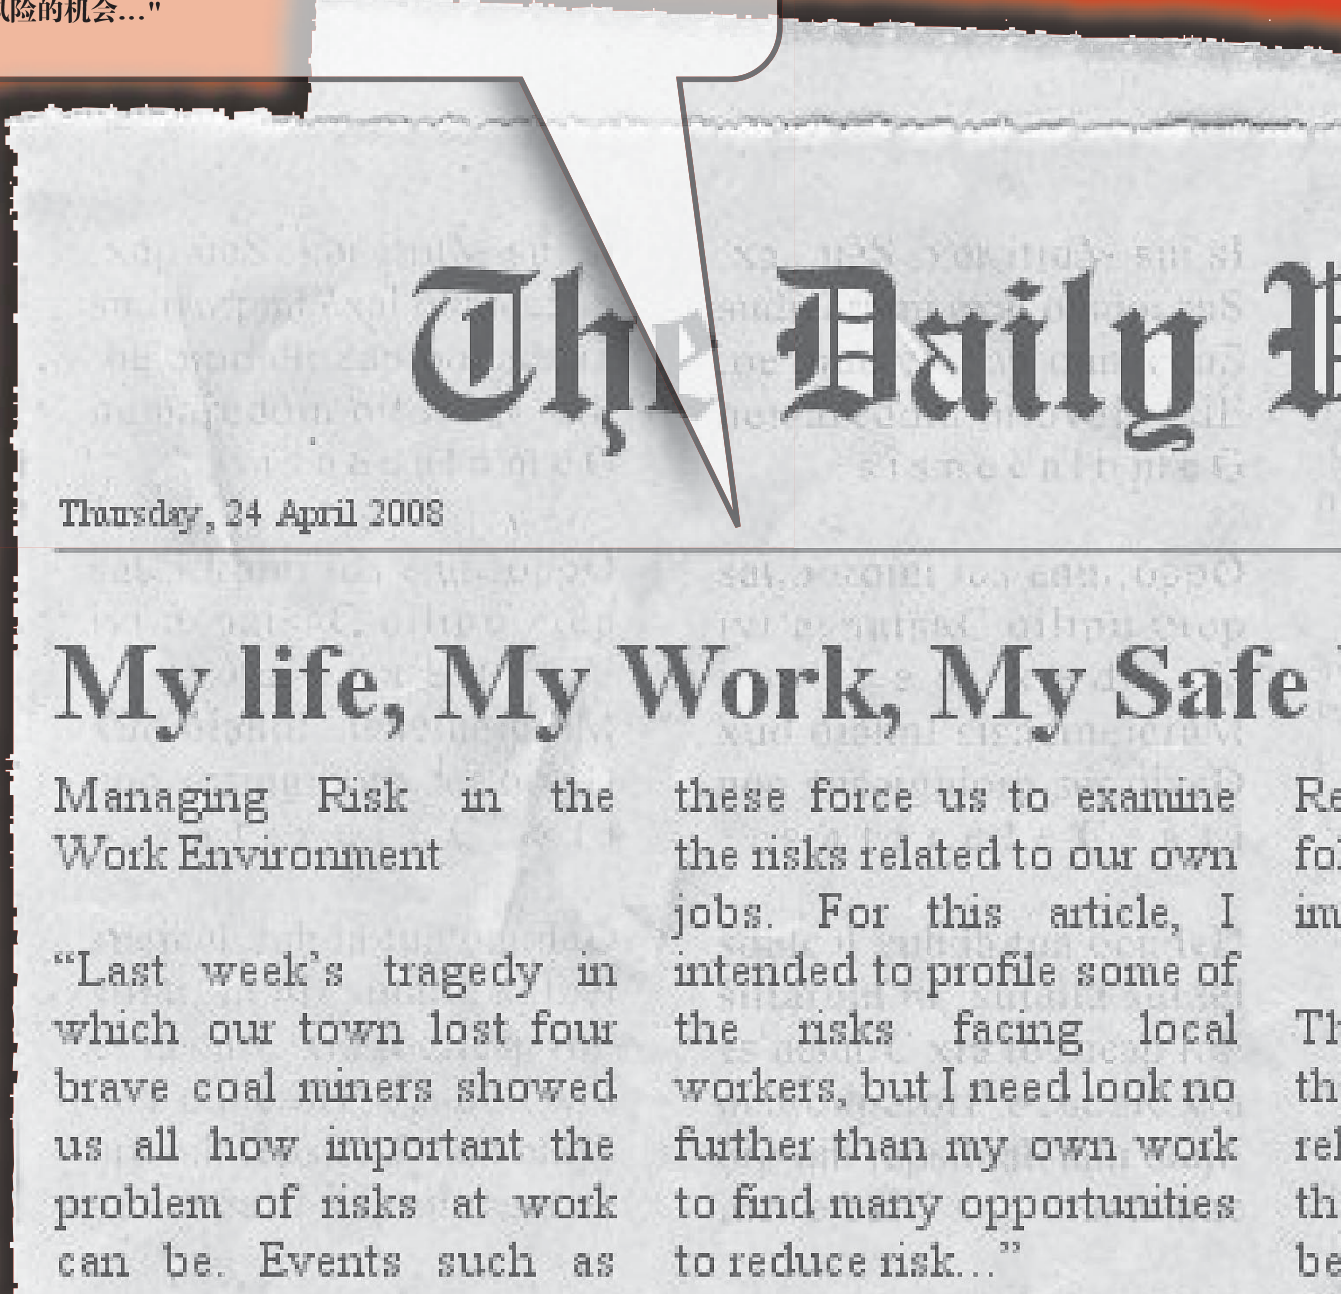 险的机会..."
The Daily
Thursday, 24 April 2008
My life, My Work, My Safe
Managing Risk in the
Work Environment
“Last week’s tragedy in
which our town lost four
brave coal miners showed
us all how important the
problem of risks at work
can be. Events such as
these force us to examine
the risks related to our own
jobs. For this article, I
intended to profile some of
the risks facing local
workers, but I need look no
further than my own work
to find many opportunities
to reduce risk...”